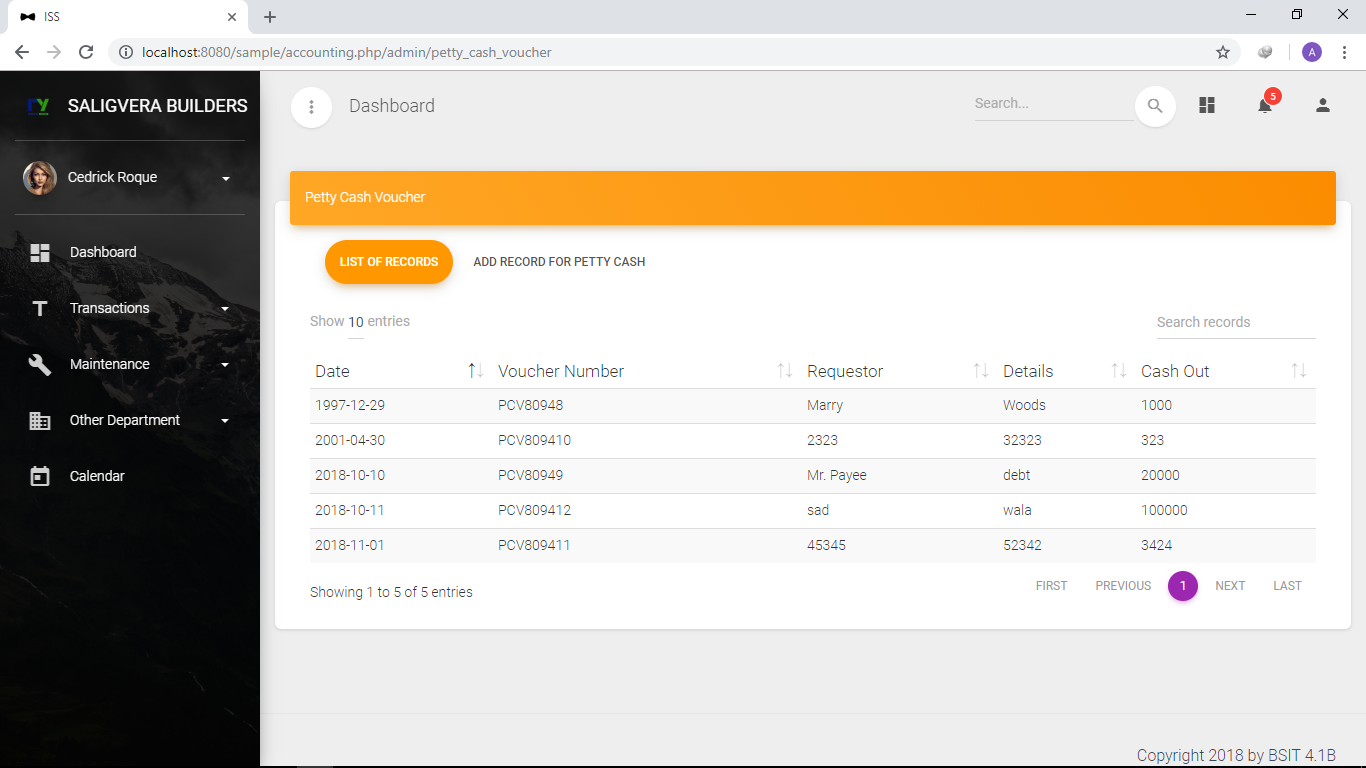 ISS
localhost:8080/sample/accounting.php/admin/petty_cash_voucher
A
SALIGVERA BUILDERS
Dashboard
Search...
5
Cedrick Roque
Petty Cash Voucher
Dashboard
LIST OF RECORDS ADD RECORD FOR PETTY CASH
Transactions
Show 10 entries Search records
Maintenance
Date Voucher Number Requestor Details Cash Out
1997-12-29 PCV80948 Marry Woods 1000
Other Department
2001-04-30 PCV809410 2323 32323 323
Calendar
2018-10-10 PCV80949 Mr. Payee debt 20000
2018-10-11 PCV809412 sad wala 100000
2018-11-01 PCV809411 45345 52342 3424
Showing 1 to 5 of 5 entries FIRST PREVIOUS 1 NEXT LAST
Copyright 2018 by BSIT 4.1B